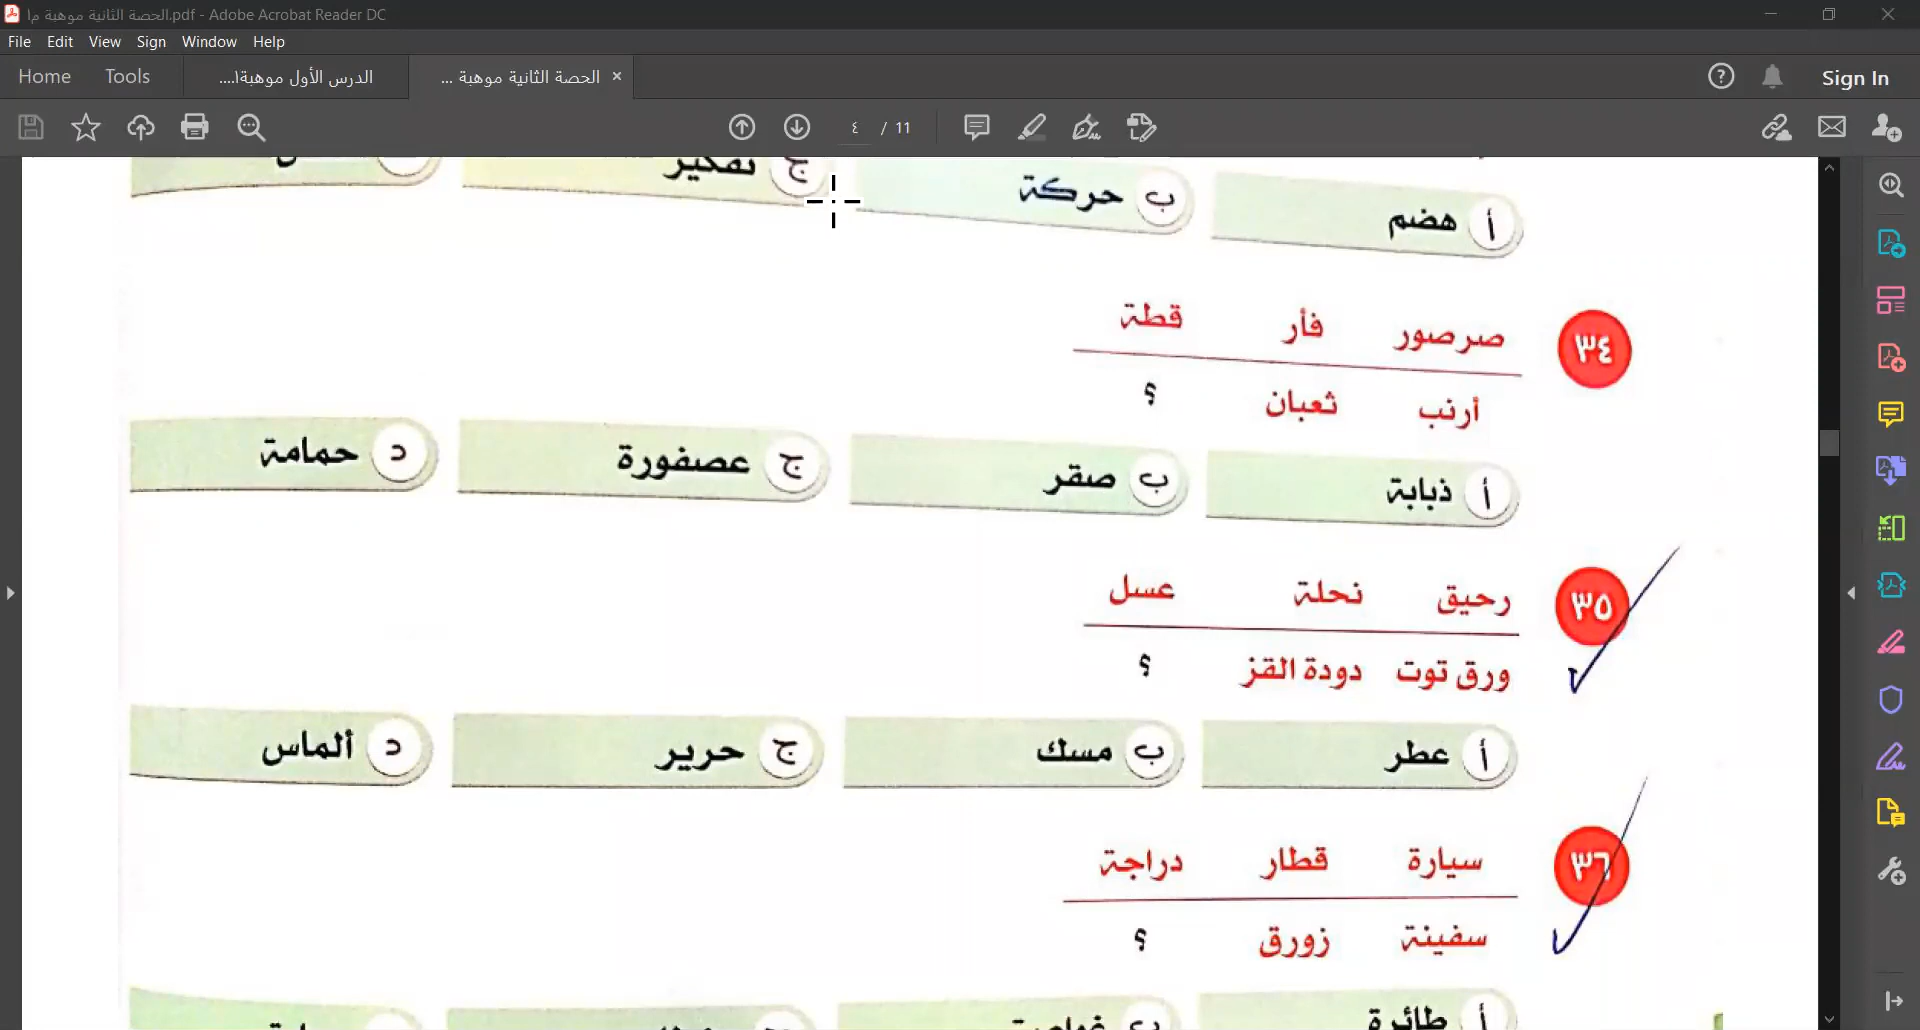 الحصة الثانية موهبة م١.pdf - Adobe Acrobat Reader DC
File Edit View Sign Window Help
Home Tools الدرس الأول موهبة١.... الحصة الثانية موهبة ... × Sign In
٤ / 11
أ هضم ب حركة ج تفكير
٣٤ صرصور فأر قطة
أرنب ثعبان ؟
أ ذبابة ب صقر ج عصفورة د حمامة
٣٥ رحيق نحلة عسل
ورق توت دودة القز ؟
أ عطر ب مسك ج حرير د ألماس
٣٦ سيارة قطار دراجة
سفينة زورق ؟
أ طائرة ب غواصة